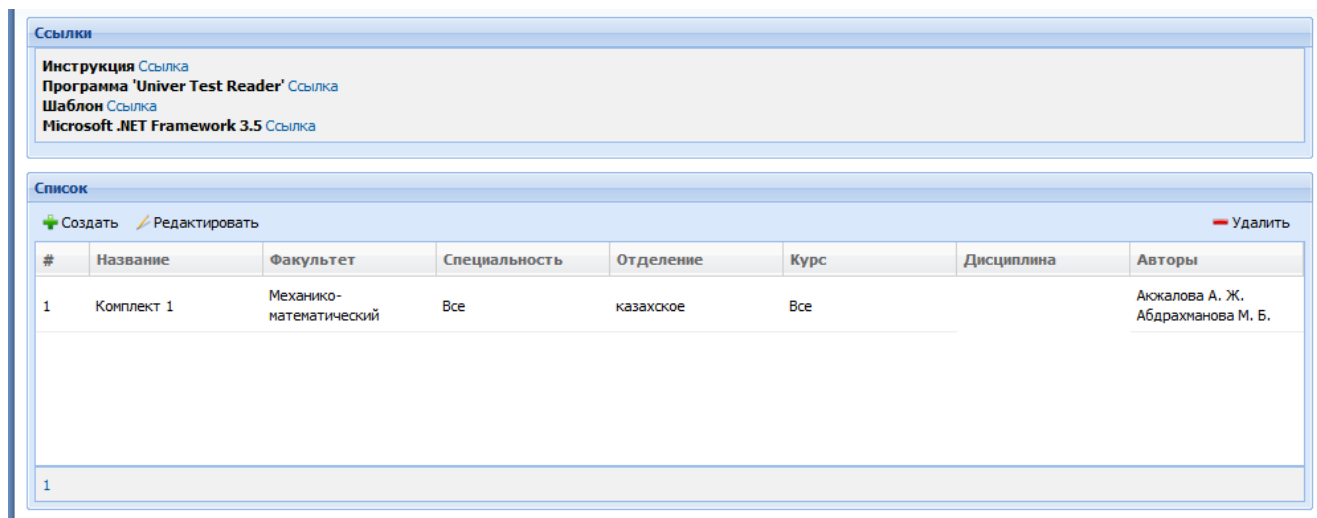 Ссылки
Инструкция Ссылка
Программа 'Univer Test Reader' Ссылка
Шаблон Ссылка
Microsoft .NET Framework 3.5 Ссылка
Список
Создать Редактировать Удалить
# Название Факультет Специальность Отделение Курс Дисциплина Авторы
1 Комплект 1 Механико-математический Все казахское Все Акжалова А. Ж.
Абдрахманова М. Б.
1